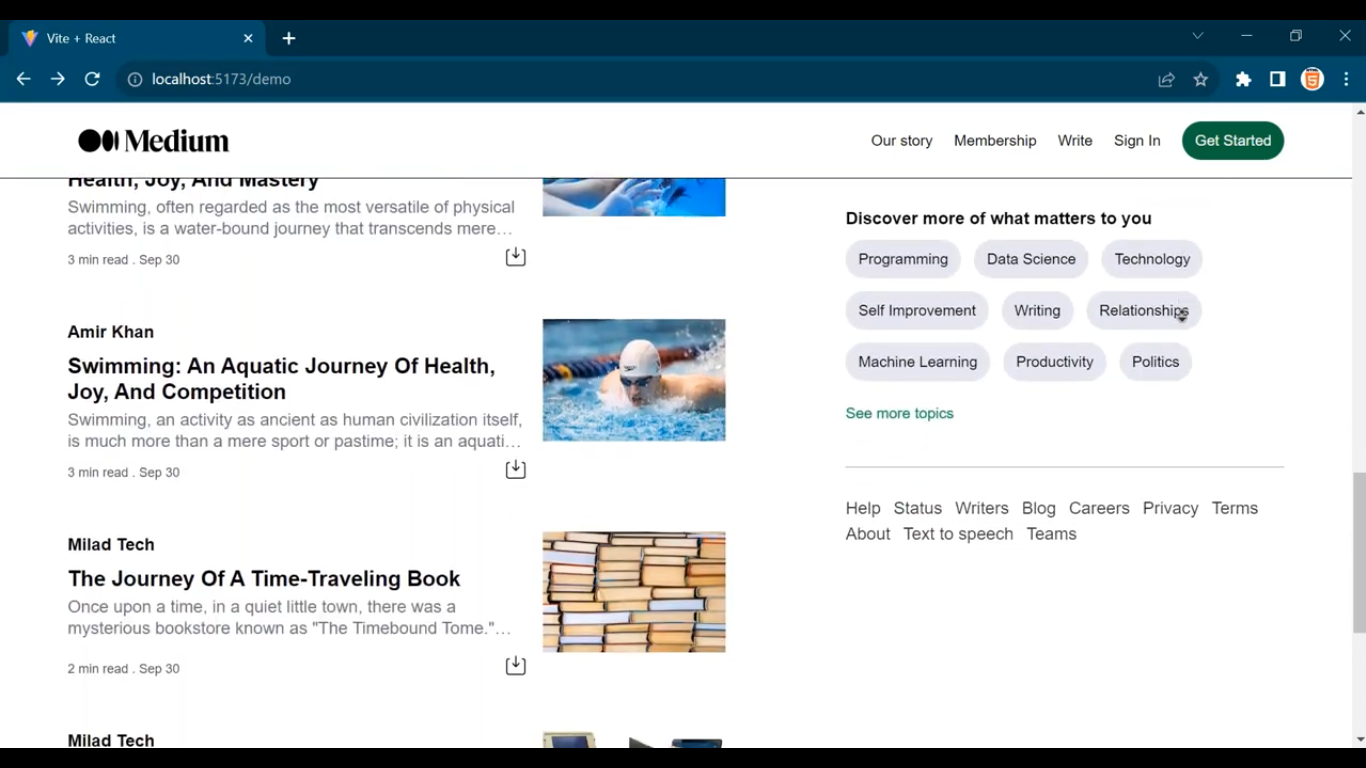 Vite + React
localhost:5173/demo
Medium
Our story Membership Write Sign In Get Started
Health, Joy, And Mastery
Swimming, often regarded as the most versatile of physical
activities, is a water-bound journey that transcends mere...
3 min read . Sep 30
Amir Khan
Swimming: An Aquatic Journey Of Health,
Joy, And Competition
Swimming, an activity as ancient as human civilization itself,
is much more than a mere sport or pastime; it is an aquati...
3 min read . Sep 30
Milad Tech
The Journey Of A Time-Traveling Book
Once upon a time, in a quiet little town, there was a
mysterious bookstore known as "The Timebound Tome."...
2 min read . Sep 30
Milad Tech
Discover more of what matters to you
Programming Data Science Technology
Self Improvement Writing Relationships
Machine Learning Productivity Politics
See more topics
Help Status Writers Blog Careers Privacy Terms
About Text to speech Teams